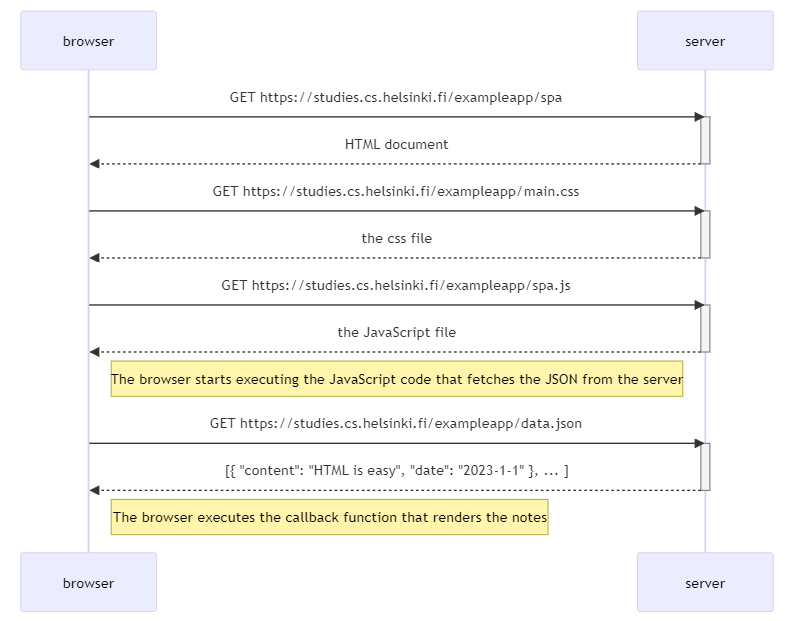 browser server
GET https://studies.cs.helsinki.fi/exampleapp/spa
HTML document
GET https://studies.cs.helsinki.fi/exampleapp/main.css
the css file
GET https://studies.cs.helsinki.fi/exampleapp/spa.js
the JavaScript file
The browser starts executing the JavaScript code that fetches the JSON from the server
GET https://studies.cs.helsinki.fi/exampleapp/data.json
[{ "content": "HTML is easy", "date": "2023-1-1" }, ... ]
The browser executes the callback function that renders the notes
browser server